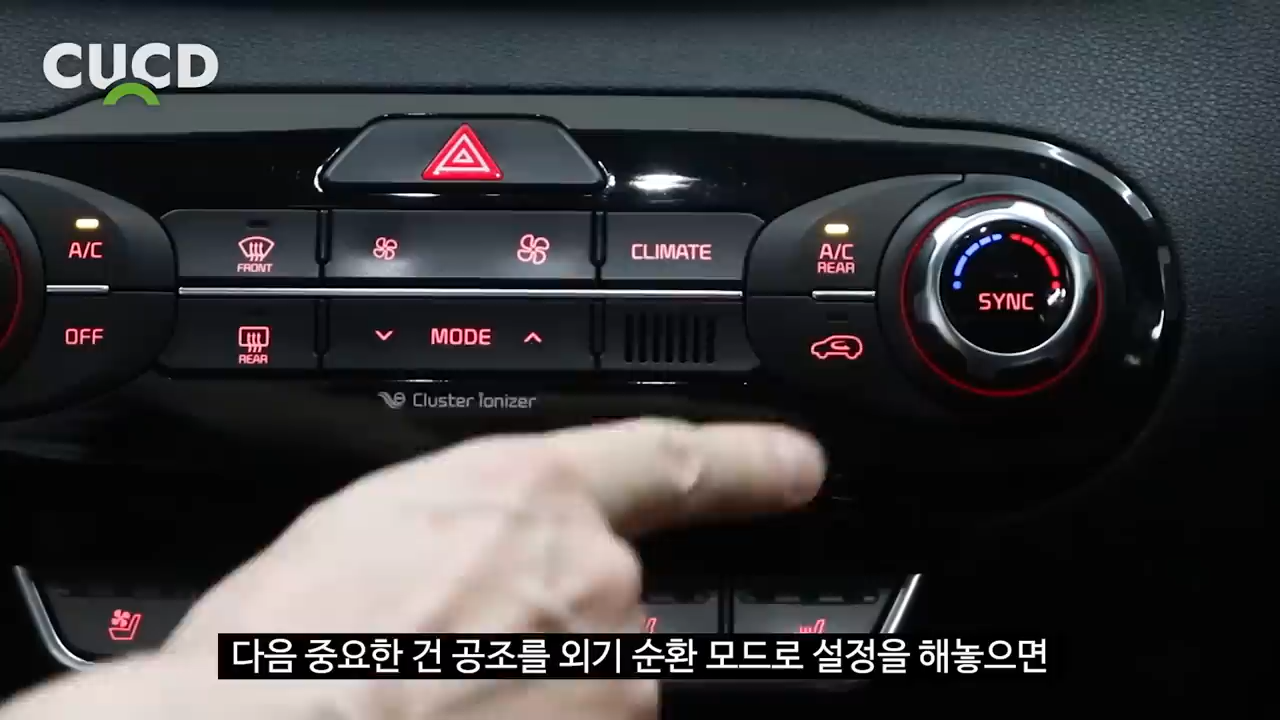 CUCD
A/C
FRONT
CLIMATE
A/C
REAR
SYNC
OFF
REAR
MODE
Cluster Ionizer
다음 중요한 건 공조를 외기 순환 모드로 설정을 해놓으면